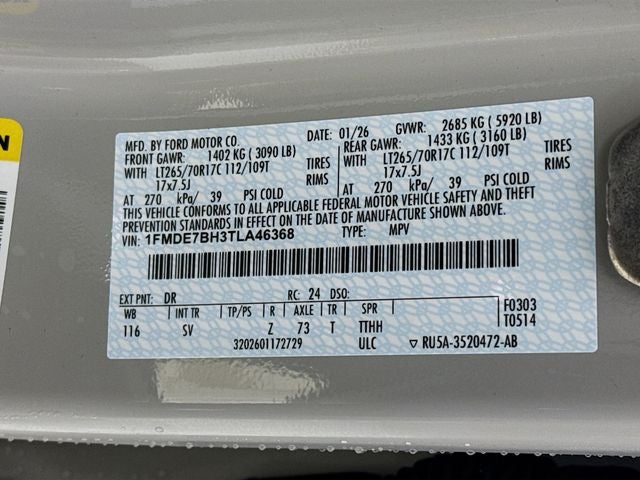 N
MFD. BY FORD MOTOR CO. DATE: 01/26 GVWR: 2685 KG ( 5920 LB)
FRONT GAWR: 1402 KG ( 3090 LB) REAR GAWR: 1433 KG ( 3160 LB)
WITH LT265/70R17C 112/109T TIRES WITH LT265/70R17C 112/109T TIRES
17x7.5J RIMS 17x7.5J RIMS
AT 270 kPa/ 39 PSI COLD AT 270 kPa/ 39 PSI COLD
THIS VEHICLE CONFORMS TO ALL APPLICABLE FEDERAL MOTOR VEHICLE SAFETY, BUMPER, AND THEFT
PREVENTION STANDARDS IN EFFECT ON THE DATE OF MANUFACTURE SHOWN ABOVE.
VIN: 1FMDE7BH3TLA46368 TYPE: MPV
EXT PNT: DR RC: 24 DSO: F0303
WB INT TR TP/PS R AXLE TR SPR T0514
116 SV Z 73 T TTHH
3202601172729 ULC ▽ RU5A-3520472-AB